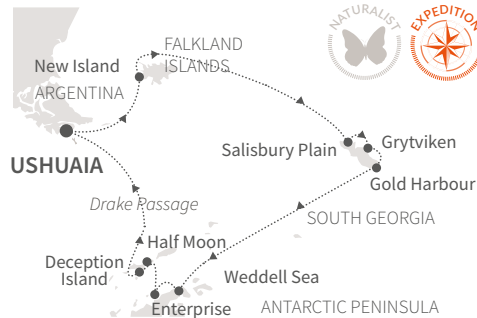 NATURALIST
EXPEDITION
FALKLAND
ISLANDS
New Island
ARGENTINA
USHUAIA
Salisbury Plain
Grytviken
Gold Harbour
Drake Passage
SOUTH GEORGIA
Half Moon
Deception
Island
Weddell Sea
Enterprise
ANTARCTIC PENINSULA